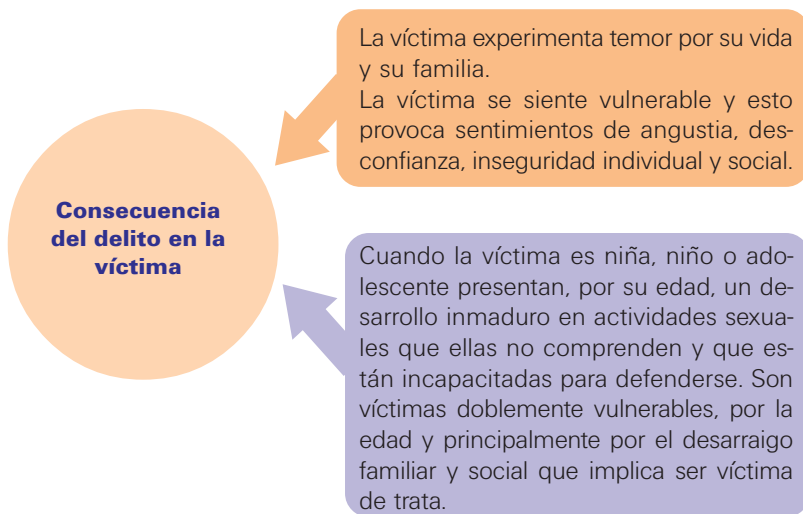 La víctima experimenta temor por su vida
y su familia.
La víctima se siente vulnerable y esto
provoca sentimientos de angustia, des-
confianza, inseguridad individual y social.
Consecuencia
del delito en la
víctima
Cuando la víctima es niña, niño o ado-
lescente presentan, por su edad, un de-
sarrollo inmaduro en actividades sexua-
les que ellas no comprenden y que es-
tán incapacitadas para defenderse. Son
víctimas doblemente vulnerables, por la
edad y principalmente por el desarraigo
familiar y social que implica ser víctima
de trata.